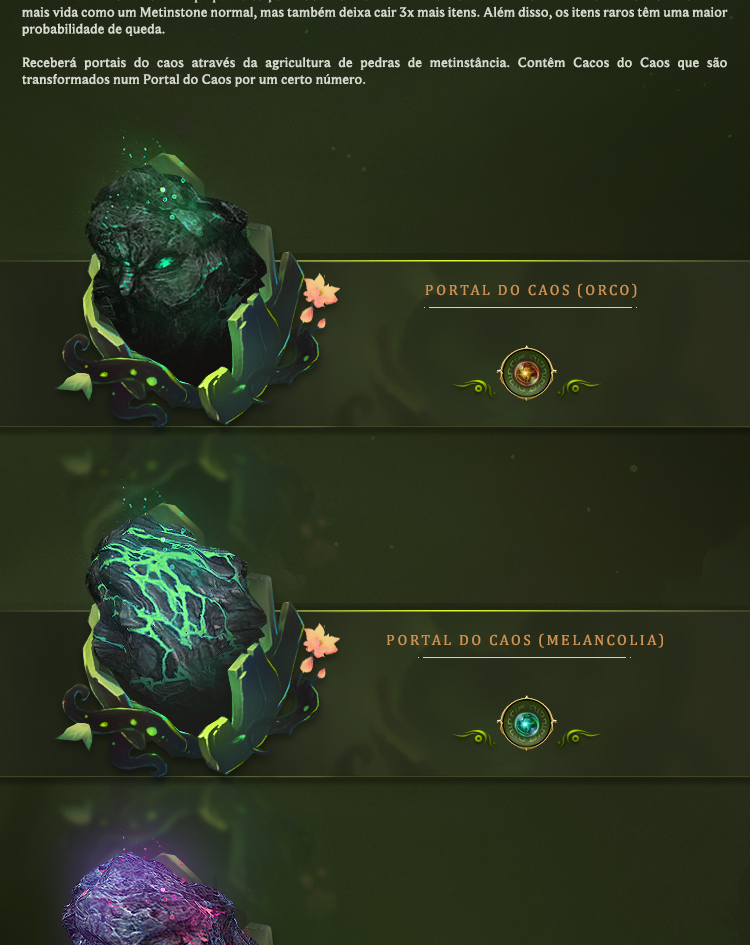 mais vida como um Metinstone normal, mas também deixa cair 3x mais itens. Além disso, os itens raros têm uma maior
probabilidade de queda.
Receberá portais do caos através da agricultura de pedras de metinstância. Contêm Cacos do Caos que são
transformados num Portal do Caos por um certo número.
PORTAL DO CAOS (ORCO)
PORTAL DO CAOS (MELANCOLIA)